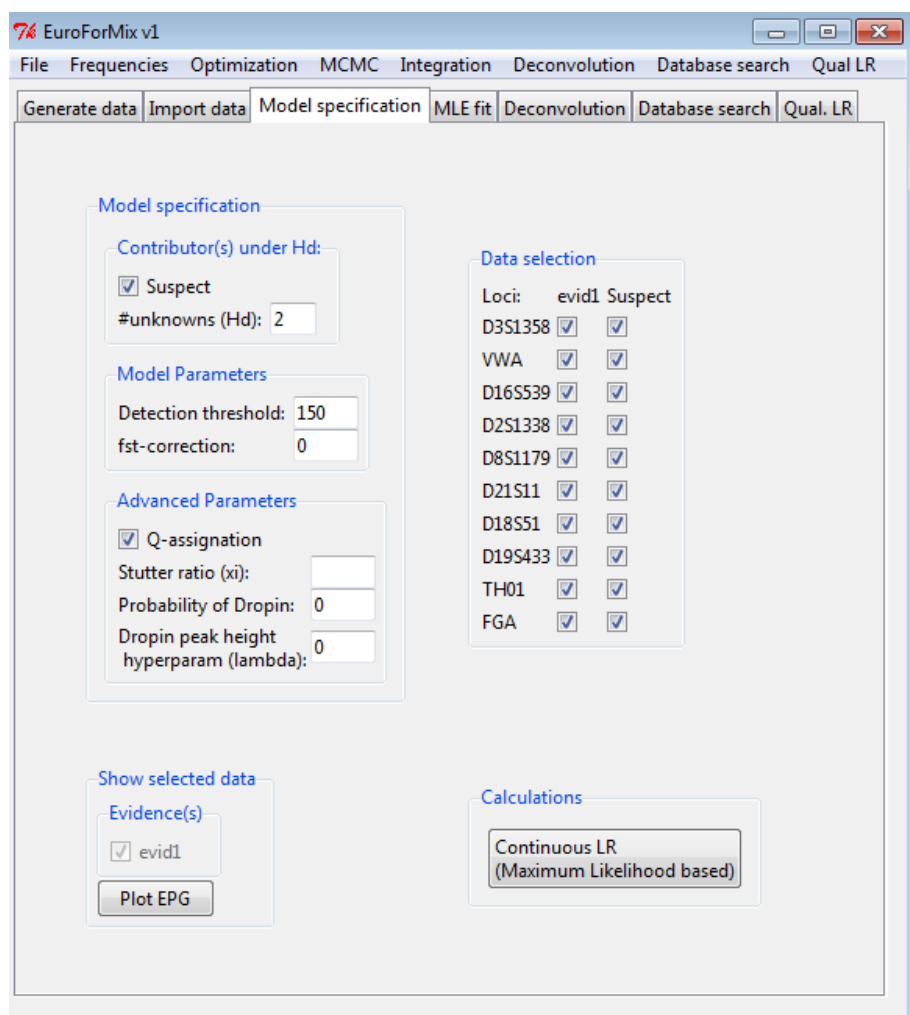 EuroForMix v1
File Frequencies Optimization MCMC Integration Deconvolution Database search Qual LR
Generate data Import data Model specification MLE fit Deconvolution Database search Qual. LR
Model specification
Contributor(s) under Hd:
Suspect
#unknowns (Hd): 2
Model Parameters
Detection threshold: 150
fst-correction: 0
Advanced Parameters
Q-assignation
Stutter ratio (xi):
Probability of Dropin: 0
Dropin peak height
hyperparam (lambda): 0
Data selection
Loci: evid1 Suspect
D3S1358
VWA
D16S539
D2S1338
D8S1179
D21S11
D18S51
D19S433
TH01
FGA
Show selected data
Evidence(s)
evid1
Plot EPG
Calculations
Continuous LR
(Maximum Likelihood based)